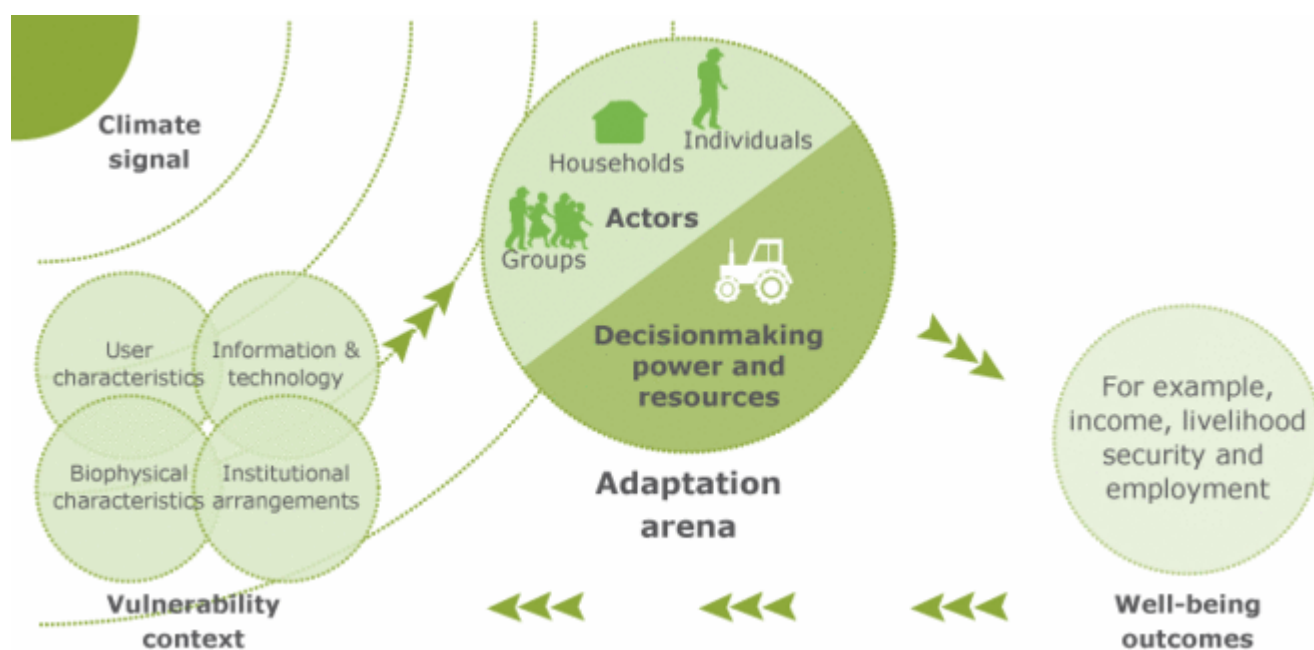 Climate
signal
User
characteristics
Information &
technology
Biophysical
characteristics
Institutional
arrangements
Vulnerability
context
Individuals
Households
Actors
Groups
Decisionmaking
power and
resources
Adaptation
arena
For example,
income, livelihood
security and
employment
Well-being
outcomes